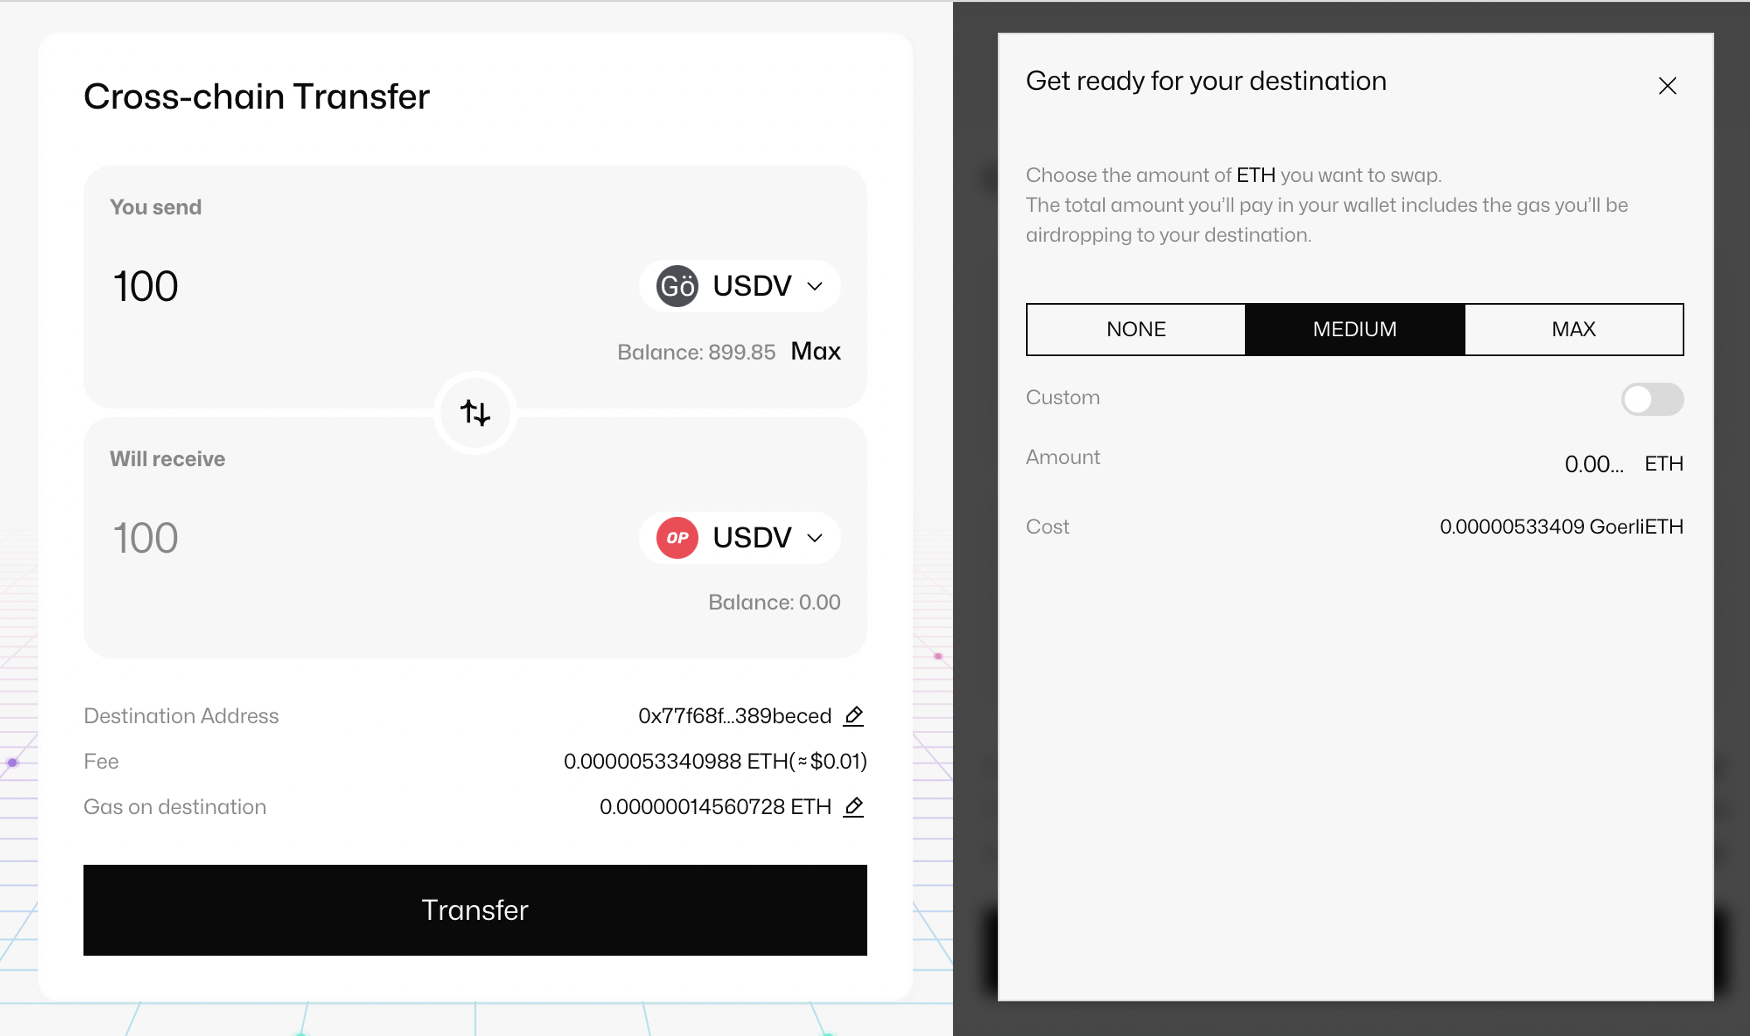 Cross-chain Transfer
You send
100
Gö USDV
Balance: 899.85 Max
Will receive
100
OP USDV
Balance: 0.00
Destination Address 0x77f68f...389beced
Fee 0.0000053340988 ETH(≈$0.01)
Gas on destination 0.00000014560728 ETH
Transfer
Get ready for your destination
Choose the amount of ETH you want to swap.
The total amount you’ll pay in your wallet includes the gas you’ll be
airdropping to your destination.
NONE MEDIUM MAX
Custom
Amount 0.00... ETH
Cost 0.00000533409 GoerliETH